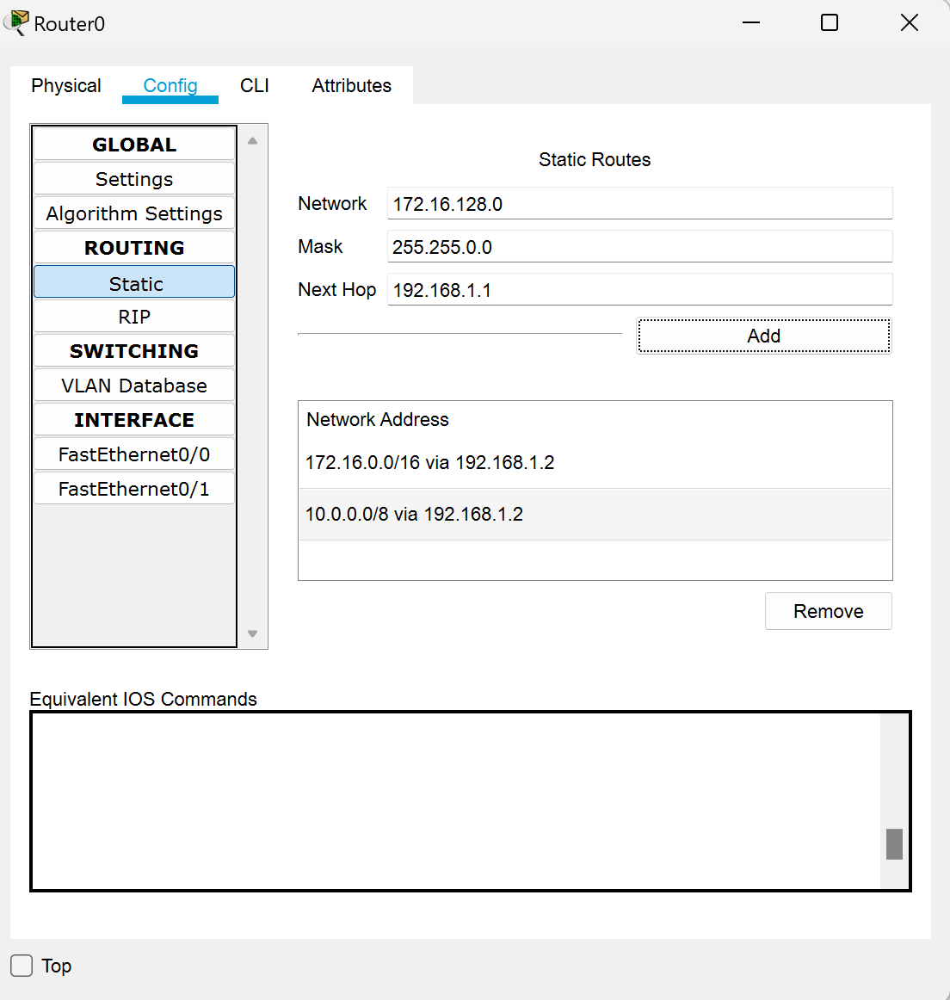 Router0
Physical Config CLI Attributes
GLOBAL
Settings
Algorithm Settings
ROUTING
Static
RIP
SWITCHING
VLAN Database
INTERFACE
FastEthernet0/0
FastEthernet0/1
Static Routes
Network 172.16.128.0
Mask 255.255.0.0
Next Hop 192.168.1.1
Add
Network Address
172.16.0.0/16 via 192.168.1.2
10.0.0.0/8 via 192.168.1.2
Remove
Equivalent IOS Commands
Top